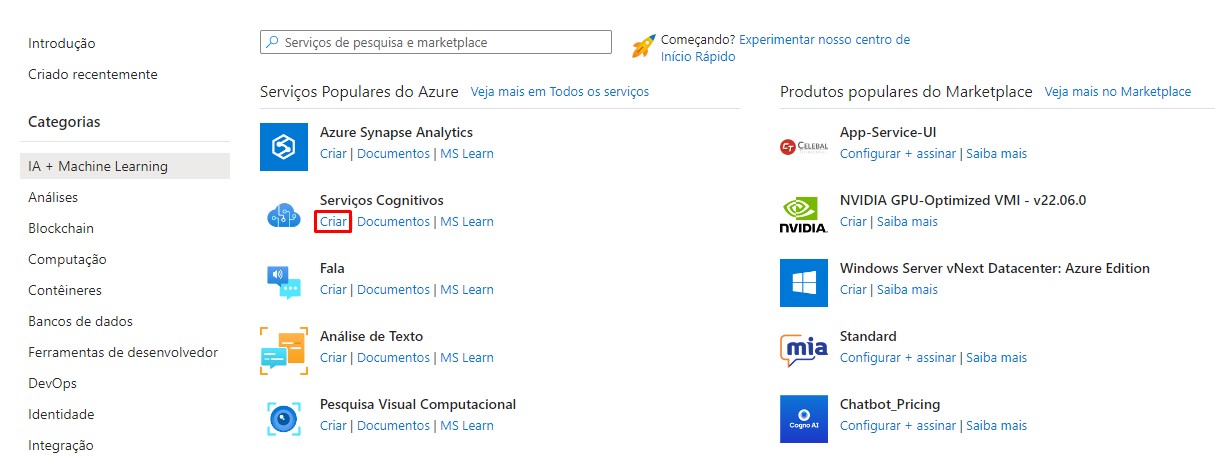 Introdução
Criado recentemente
Categorias
IA + Machine Learning
Análises
Blockchain
Computação
Contêineres
Bancos de dados
Ferramentas de desenvolvedor
DevOps
Identidade
Integração
Serviços de pesquisa e marketplace
Começando? Experimentar nosso centro de
Início Rápido
Serviços Populares do Azure Veja mais em Todos os serviços
Azure Synapse Analytics
Criar | Documentos | MS Learn
Serviços Cognitivos
Criar | Documentos | MS Learn
Fala
Criar | Documentos | MS Learn
Análise de Texto
Criar | Documentos | MS Learn
Pesquisa Visual Computacional
Criar | Documentos | MS Learn
Produtos populares do Marketplace Veja mais no Marketplace
CT CELEBAL
App-Service-UI
Configurar + assinar | Saiba mais
NVIDIA.
NVIDIA GPU-Optimized VMI - v22.06.0
Criar | Saiba mais
Windows Server vNext Datacenter: Azure Edition
Criar | Saiba mais
mia
Standard
Configurar + assinar | Saiba mais
Cogno AI
Chatbot_Pricing
Configurar + assinar | Saiba mais